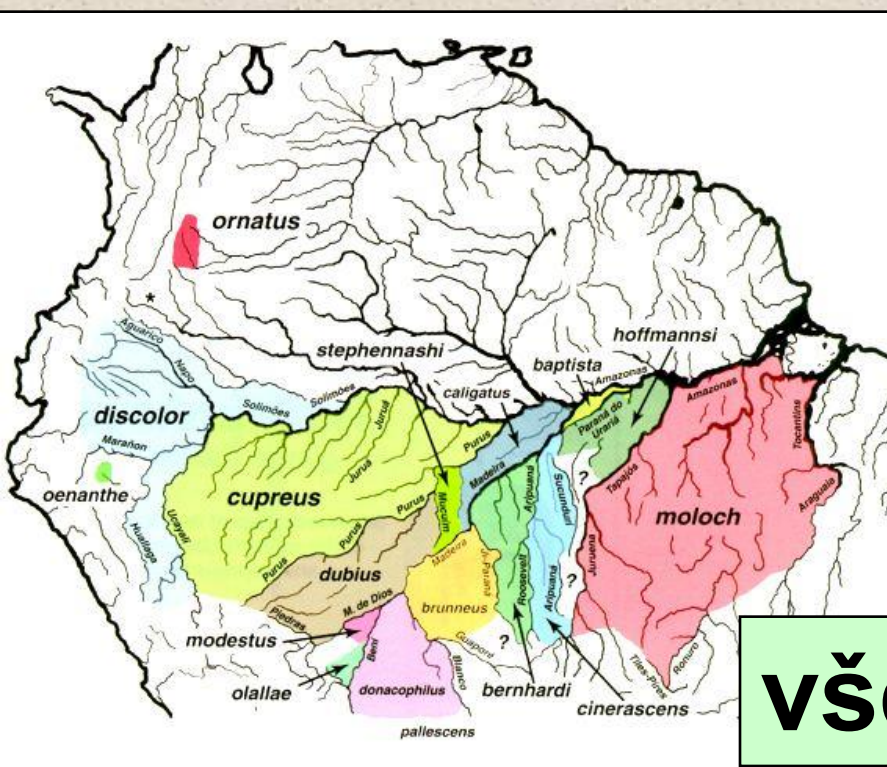 ornatus
*
hoffmannsi
stephennashi
baptista
Aguarico
Napo
Amazonas
caligatus
Solimões
Solimões
Amazonas
discolor
Juruá
Paraná do
Urariá
Tocantins
Marañon
Purus
Madeira
Juruá
Aripuanã
Sucunduri
?
Tapajós
oenanthe
cupreus
Purus
Mucuim
Araguaia
Huallaga
Ucayali
moloch
Purus
Madeira
Ji-Paraná
Roosevelt
Aripuanã
Juruena
Purus
dubius
?
M. de Dios
brunneus
Piedras
modestus
Beni
Guaporé
?
Teles-Pires
Ronuro
olallae
donacophilus
Blanco
bernhardi
cinerascens
pallescens